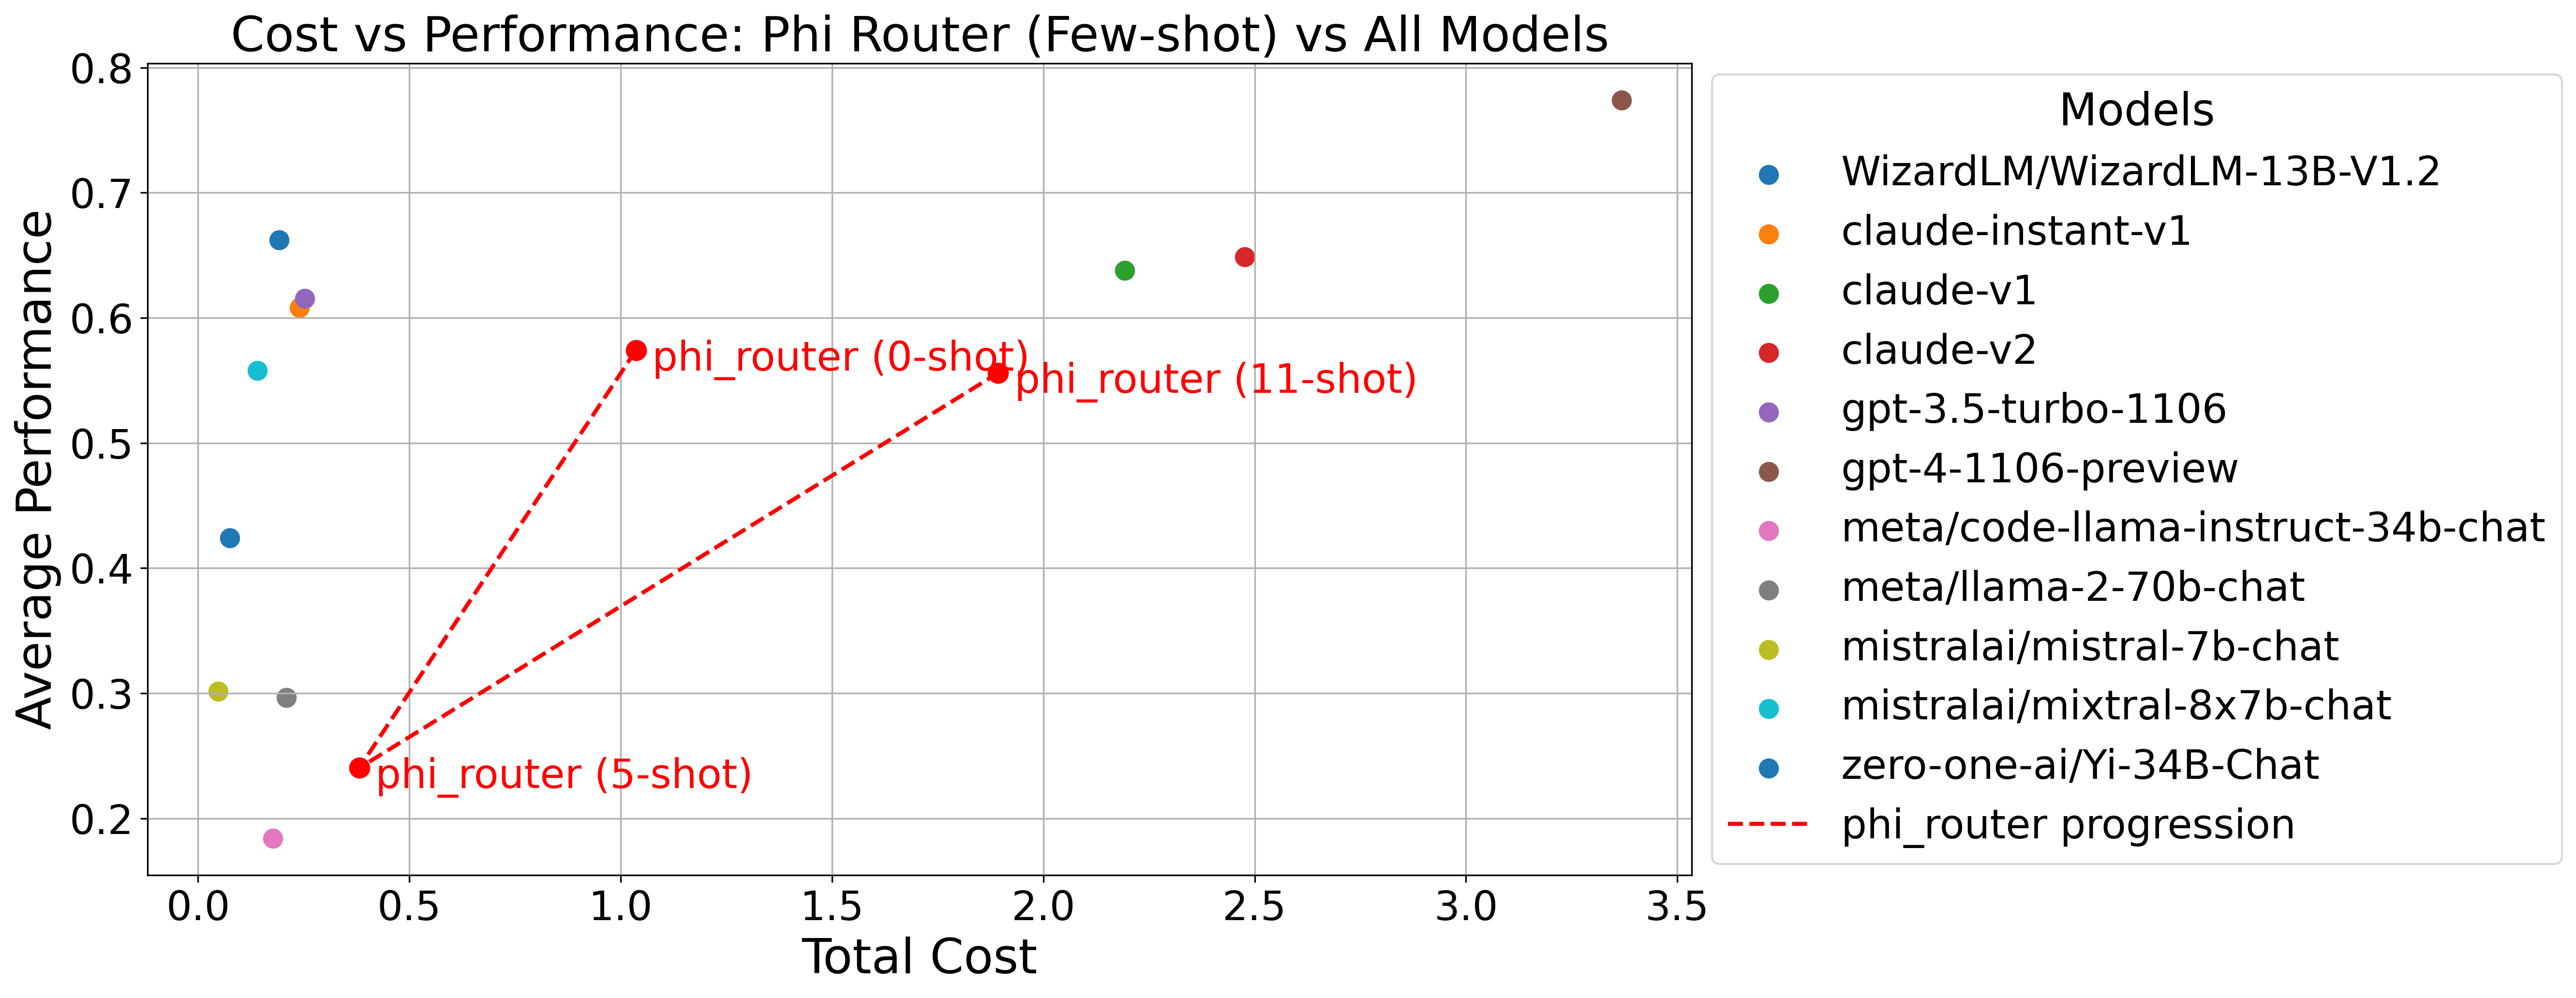 Cost vs Performance: Phi Router (Few-shot) vs All Models
Average Performance
0.8
0.7
0.6
0.5
0.4
0.3
0.2
phi_router (0-shot)
phi_router (11-shot)
phi_router (5-shot)
0.0 0.5 1.0 1.5 2.0 2.5 3.0 3.5
Total Cost
Models
WizardLM/WizardLM-13B-V1.2
claude-instant-v1
claude-v1
claude-v2
gpt-3.5-turbo-1106
gpt-4-1106-preview
meta/code-llama-instruct-34b-chat
meta/llama-2-70b-chat
mistralai/mistral-7b-chat
mistralai/mixtral-8x7b-chat
zero-one-ai/Yi-34B-Chat
phi_router progression